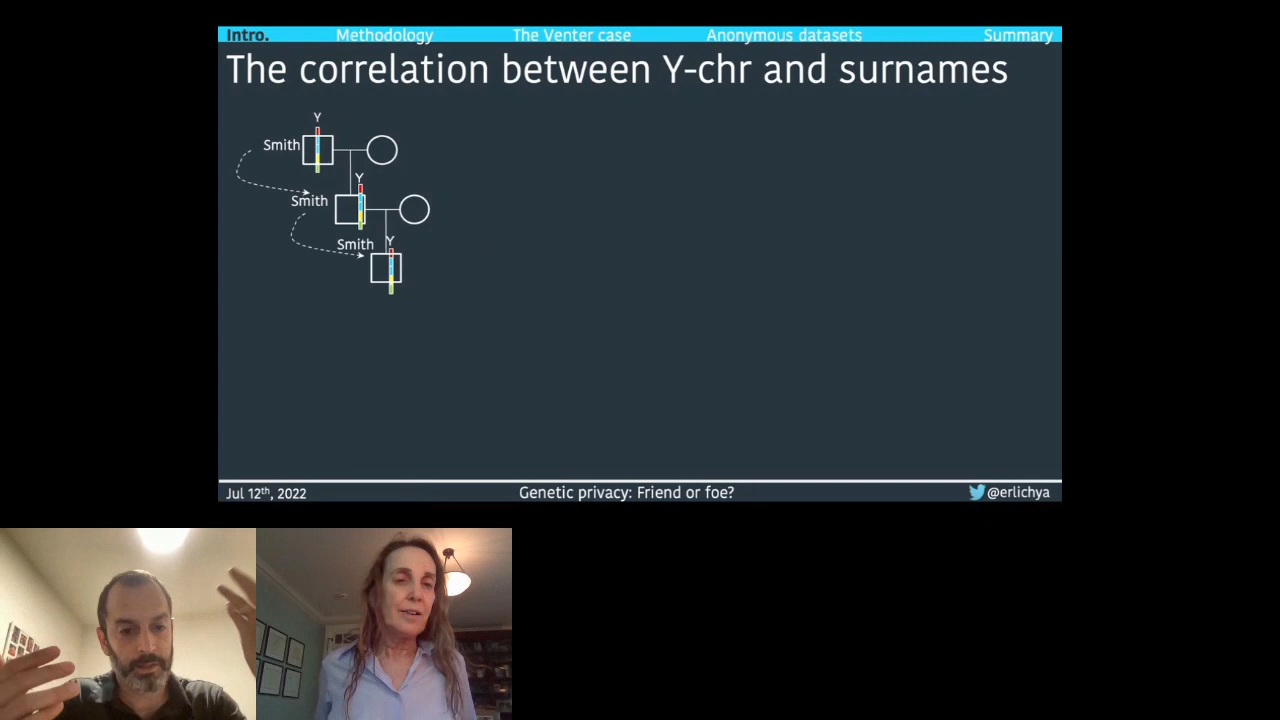 Intro. Methodology The Venter case Anonymous datasets Summary
The correlation between Y-chr and surnames
Y
Smith
Y
Smith
Smith Y
Jul 12th, 2022 Genetic privacy: Friend or foe? @erlichya